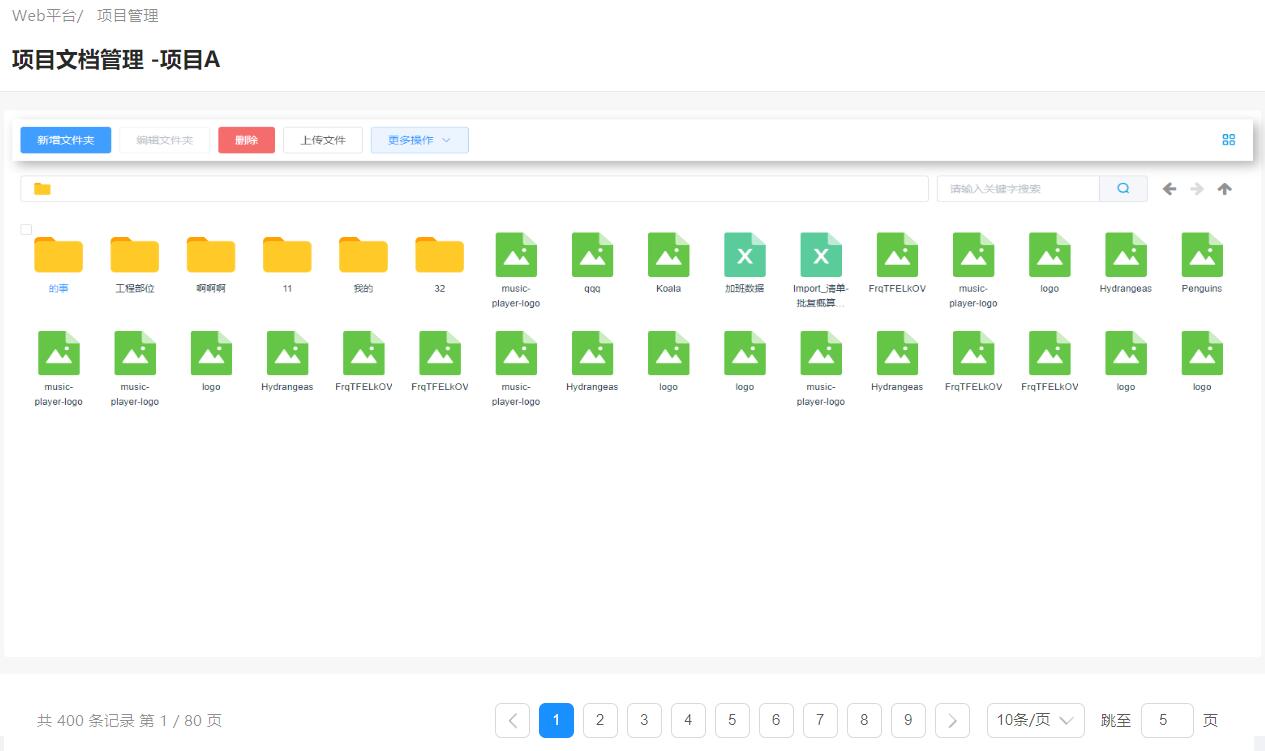 Web平台/ 项目管理
项目文档管理 -项目A
新增文件夹 编辑文件夹 删除 上传文件 更多操作
请输入关键字搜索
的事 工程部位 啊啊啊 11 我的 32 music- qqq Koala 加班数据 Import_清单- FrqTFELkOV music- logo Hydrangeas Penguins
player-logo 批复概算... player-logo
music- music- logo Hydrangeas FrqTFELkOV FrqTFELkOV music- Hydrangeas logo logo music- Hydrangeas FrqTFELkOV FrqTFELkOV logo logo
player-logo player-logo player-logo player-logo
共 400 条记录 第 1 / 80 页 1 2 3 4 5 6 7 8 9 10条/页 跳至 5 页